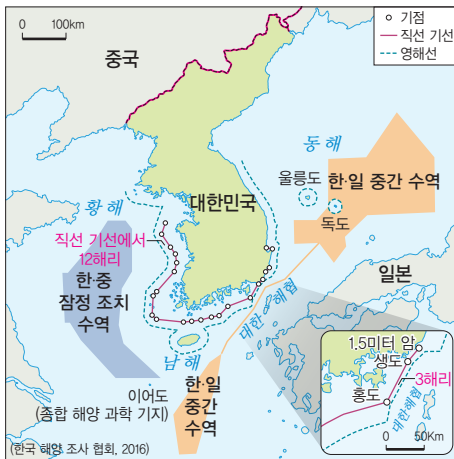 0 100km
기점
직선 기선
영해선
중국
동해
울릉도
한·일 중간 수역
독도
대한민국
황해
직선 기선에서
12해리
한·중
잠정 조치
수역
일본
대한 해협
남해
이어도
(종합 해양 과학 기지)
한·일
중간
수역
1.5미터 암
생도
3해리
홍도
대한해협
0 50Km
(한국 해양 조사 협회, 2016)